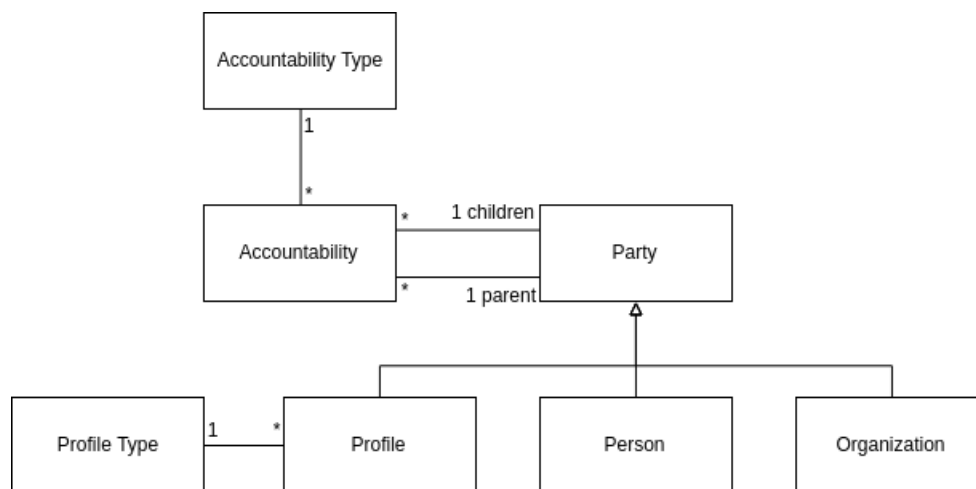 Accountability Type
1
*
Accountability
*
1 children
*
1 parent
Party
Profile Type
1
*
Profile
Person
Organization